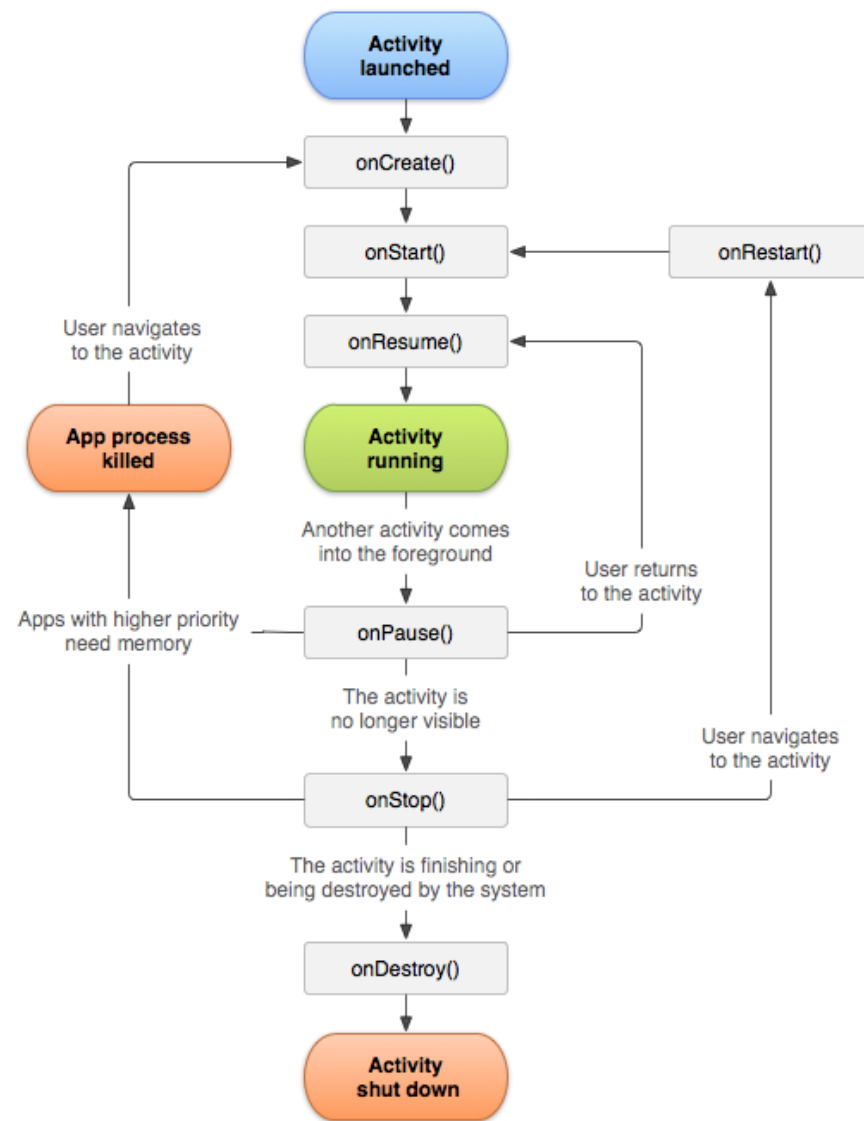 Activity
launched
onCreate()
onStart()
onRestart()
User navigates
to the activity
onResume()
App process
killed
Activity
running
Another activity comes
into the foreground
User returns
to the activity
Apps with higher priority
need memory
onPause()
The activity is
no longer visible
User navigates
to the activity
onStop()
The activity is finishing or
being destroyed by the system
onDestroy()
Activity
shut down